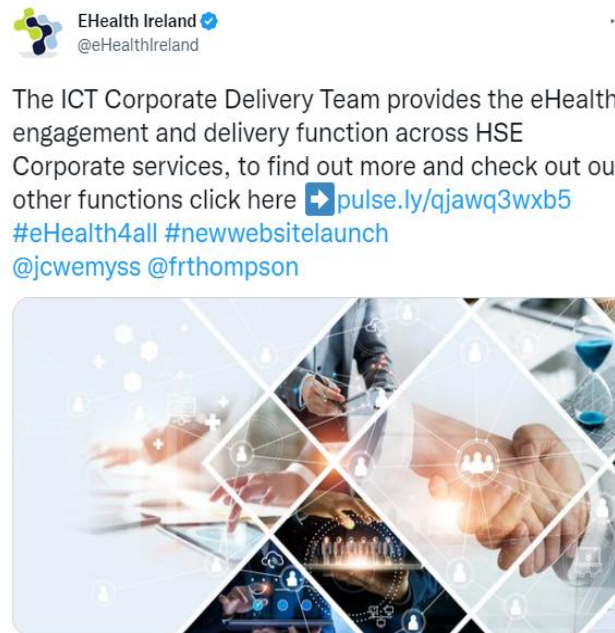 EHealth Ireland
@eHealthIreland
The ICT Corporate Delivery Team provides the eHealth
engagement and delivery function across HSE
Corporate services, to find out more and check out ou
other functions click here ➡pulse.ly/qjawq3wxb5
#eHealth4all #newwebsitelaunch
@jcwemyss @frthompson